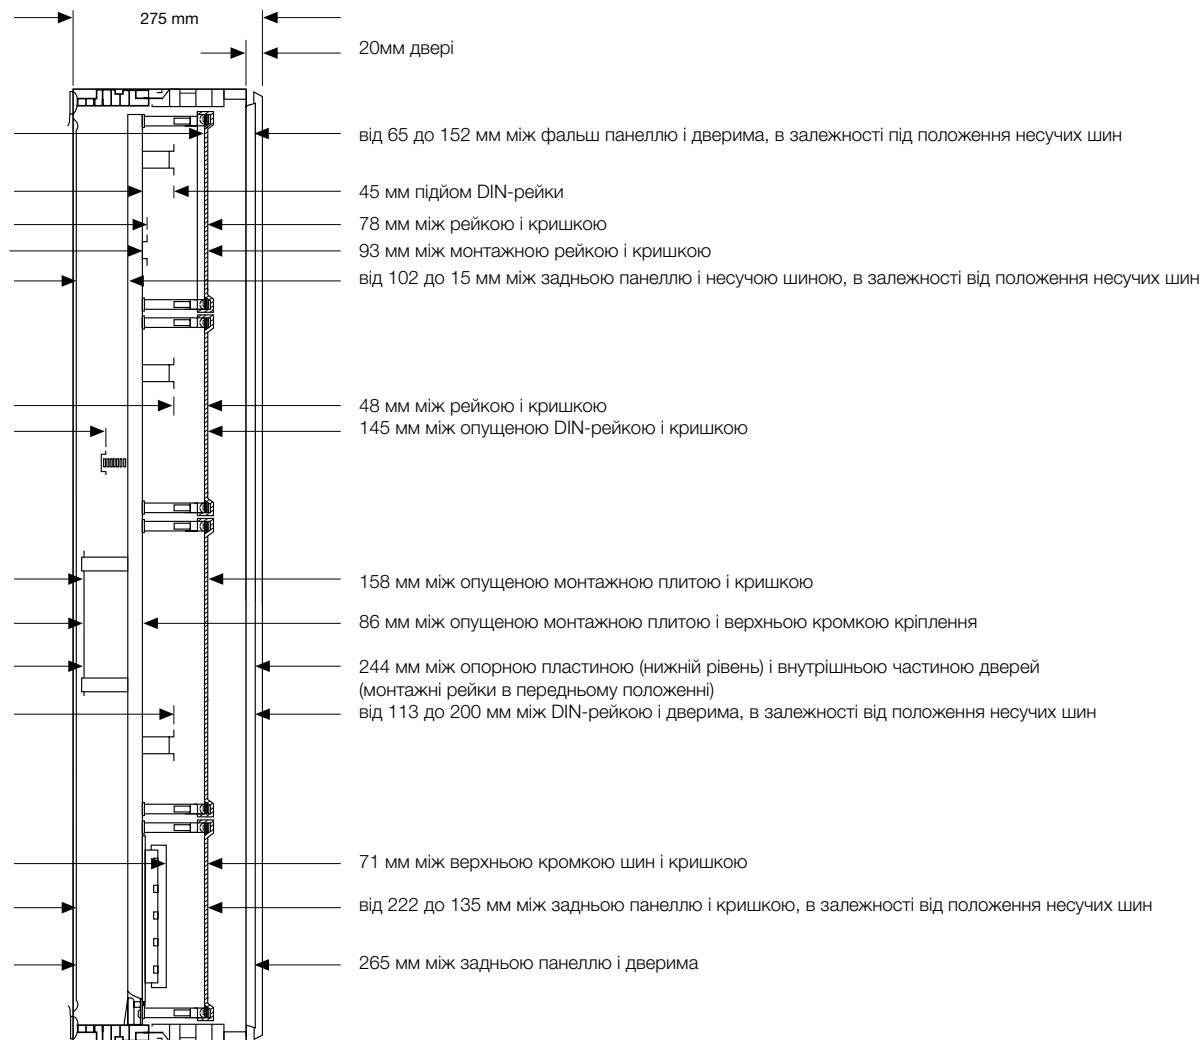 275 mm
20мм двері
від 65 до 152 мм між фальш панеллю і дверима, в залежності під положення несучих шин
45 мм підйом DIN-рейки
78 мм між рейкою і кришкою
93 мм між монтажною рейкою і кришкою
від 102 до 15 мм між задньою панеллю і несучою шиною, в залежності від положення несучих шин
48 мм між рейкою і кришкою
145 мм між опущеною DIN-рейкою і кришкою
158 мм між опущеною монтажною плитою і кришкою
86 мм між опущеною монтажною плитою і верхньою кромкою кріплення
244 мм між опорною пластиною (нижній рівень) і внутрішньою частиною дверей
(монтажні рейки в передньому положенні)
від 113 до 200 мм між DIN-рейкою і дверима, в залежності від положення несучих шин
71 мм між верхньою кромкою шин і кришкою
від 222 до 135 мм між задньою панеллю і кришкою, в залежності від положення несучих шин
265 мм між задньою панеллю і дверима